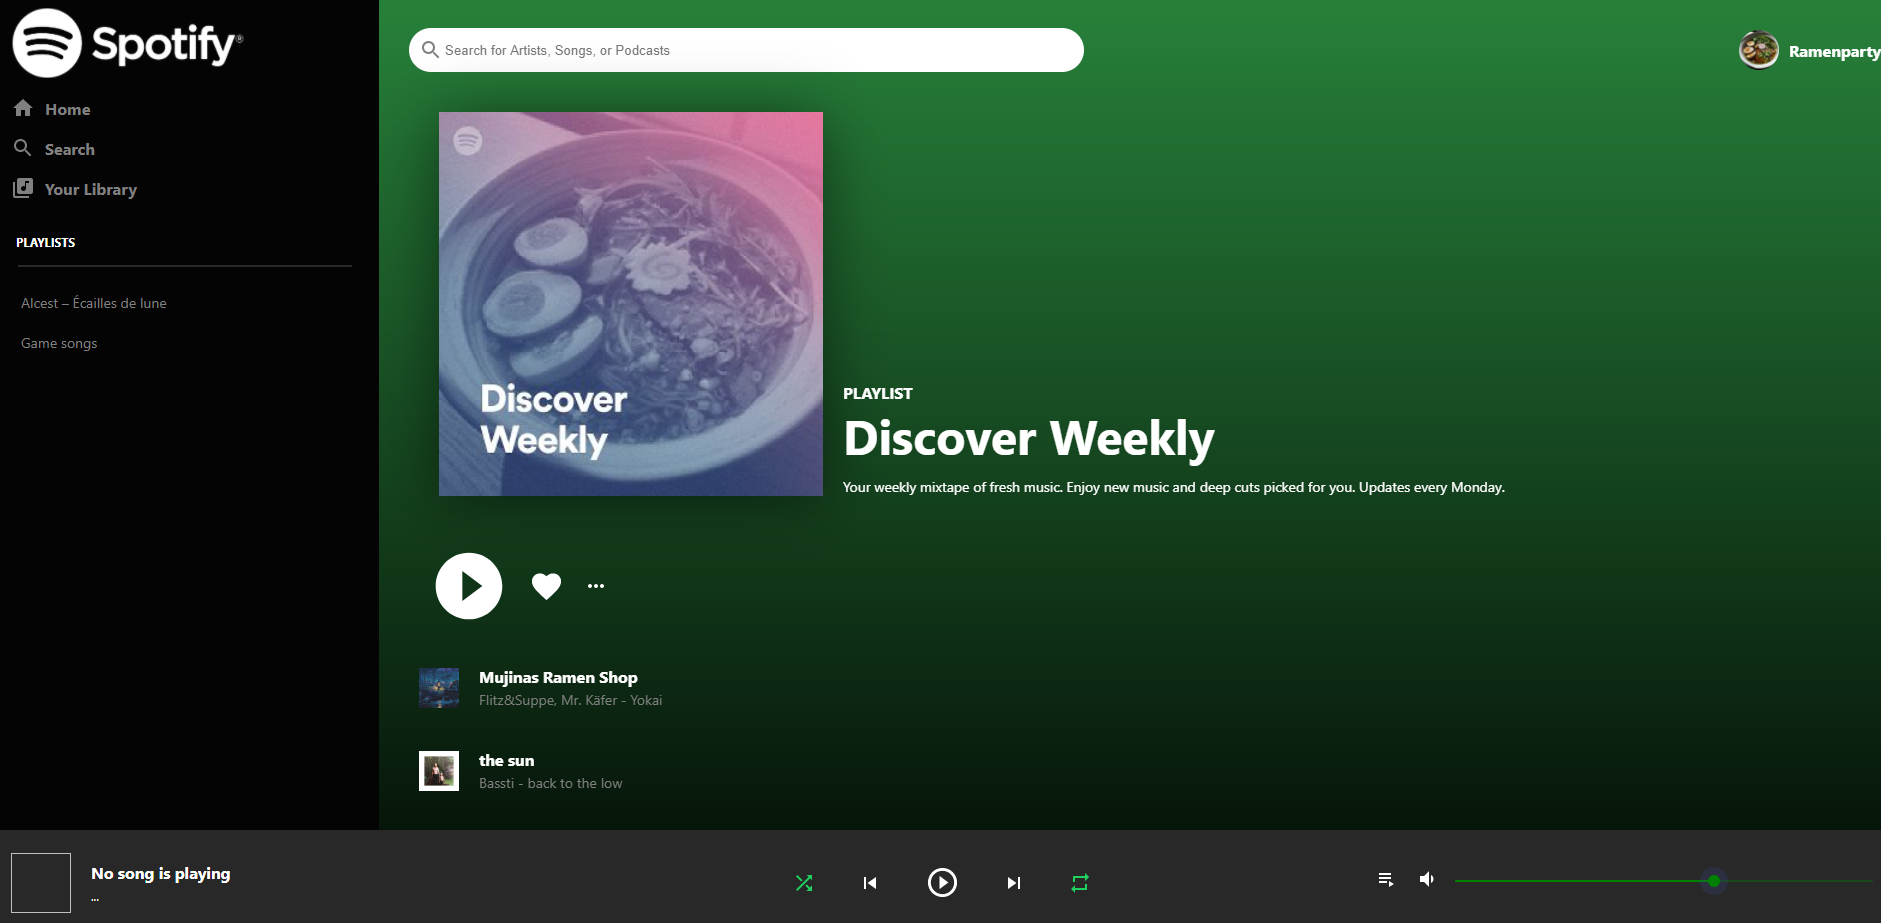 Spotify®
Home
Search
Your Library
PLAYLISTS
Alcest – Écailles de lune
Game songs
Search for Artists, Songs, or Podcasts
Ramenparty
Discover
Weekly
PLAYLIST
Discover Weekly
Your weekly mixtape of fresh music. Enjoy new music and deep cuts picked for you. Updates every Monday.
Mujinas Ramen Shop
Flitz&Suppe, Mr. Käfer - Yokai
the sun
Bassti - back to the low
No song is playing
...